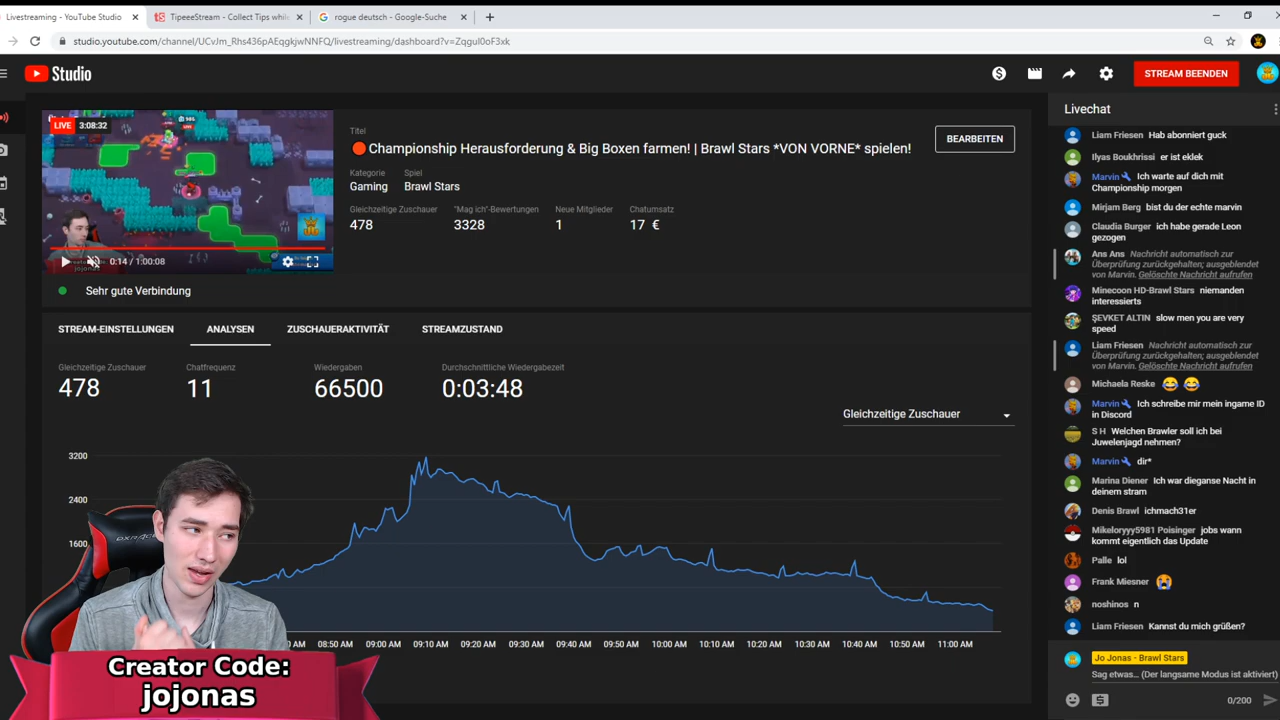 Livestreaming - YouTube Studio
TipeeeStream - Collect Tips while
rogue deutsch - Google-Suche
studio.youtube.com/channel/UCvJm_Rhs436pAEqgkjwNNFQ/livestreaming/dashboard?v=Zqgul0oF3xk
Studio
STREAM BEENDEN
LIVE 3:08:32
0:14 / 1:00:08
Titel
Championship Herausforderung & Big Boxen farmen! | Brawl Stars *VON VORNE* spielen!
BEARBEITEN
Kategorie Spiel
Gaming Brawl Stars
Gleichzeitige Zuschauer "Mag ich"-Bewertungen Neue Mitglieder Chatumsatz
478 3328 1 17 €
Sehr gute Verbindung
STREAM-EINSTELLUNGEN ANALYSEN ZUSCHAUERAKTIVITÄT STREAMZUSTAND
Gleichzeitige Zuschauer Chatfrequenz Wiedergaben Durchschnittliche Wiedergabezeit
478 11 66500 0:03:48
Gleichzeitige Zuschauer
3200
2400
1600
AM 08:50 AM 09:00 AM 09:10 AM 09:20 AM 09:30 AM 09:40 AM 09:50 AM 10:00 AM 10:10 AM 10:20 AM 10:30 AM 10:40 AM 10:50 AM 11:00 AM
Creator Code:
jojonas
Livechat
Liam Friesen Hab abonniert guck
Ilyas Boukhrissi er ist eklek
Marvin Ich warte auf dich mit
Championship morgen
Mirjam Berg bist du der echte marvin
Claudia Burger ich habe gerade Leon
gezogen
Ans Ans Nachricht automatisch zur
Überprüfung zurückgehalten; ausgeblendet
von Marvin. Gelöschte Nachricht aufrufen
Minecoon HD-Brawl Stars niemanden
interessierts
ŞEVKET ALTIN slow men you are very
speed
Liam Friesen Nachricht automatisch zur
Überprüfung zurückgehalten; ausgeblendet
von Marvin. Gelöschte Nachricht aufrufen
Michaela Reske
Marvin Ich schreibe mir mein ingame ID
in Discord
S H Welchen Brawler soll ich bei
Juwelenjagd nehmen?
Marvin dir*
Marina Diener Ich war dieganse Nacht in
deinem stram
Denis Brawl ichmach31er
Mikeloryyy5981 Poisinger jobs wann
kommt eigentlich das Update
Palle lol
Frank Miesner
noshinos n
Liam Friesen Kannst du mich grüßen?
Jo Jonas - Brawl Stars
Sag etwas… (Der langsame Modus ist aktiviert)
0/200